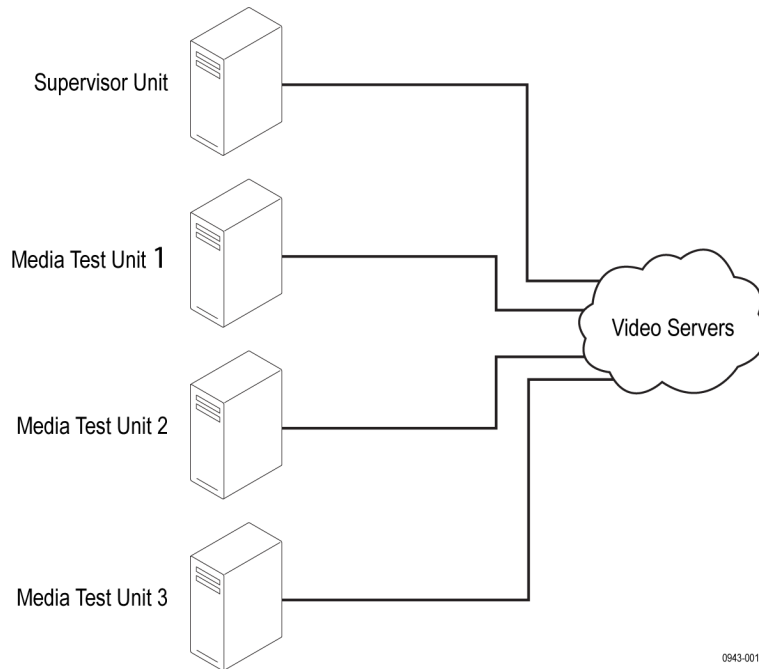 Supervisor Unit
Media Test Unit 1
Video Servers
Media Test Unit 2
Media Test Unit 3
0943-001